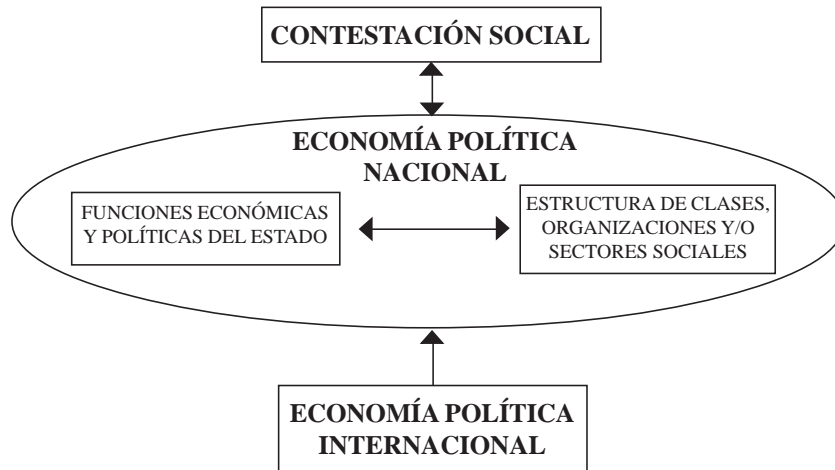 CONTESTACIÓN SOCIAL
ECONOMÍA POLÍTICA
NACIONAL
FUNCIONES ECONÓMICAS
Y POLÍTICAS DEL ESTADO
ESTRUCTURA DE CLASES,
ORGANIZACIONES Y/O
SECTORES SOCIALES
ECONOMÍA POLÍTICA
INTERNACIONAL